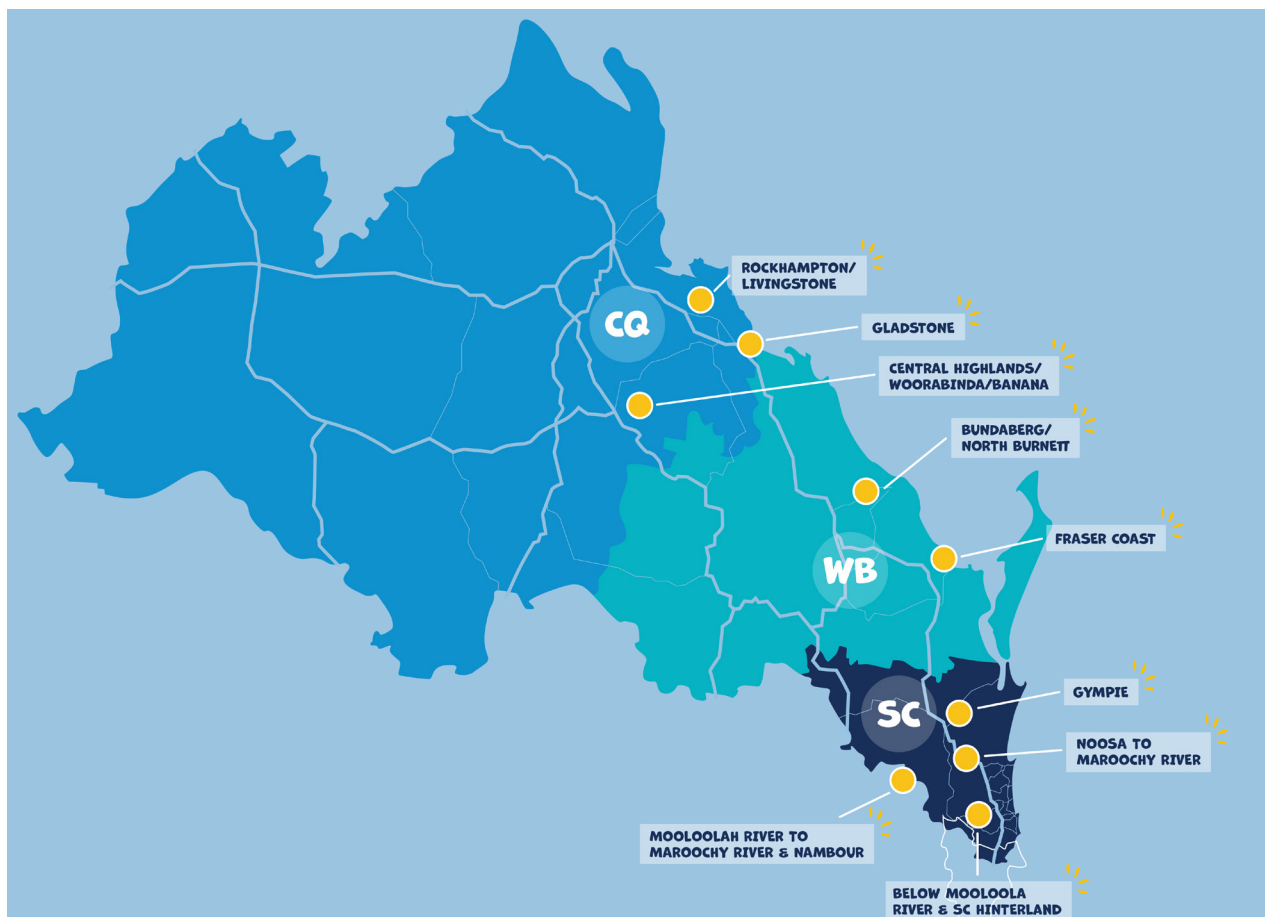 ROCKHAMPTON/
LIVINGSTONE
CQ
GLADSTONE
CENTRAL HIGHLANDS/
WOORABINDA/BANANA
BUNDABERG/
NORTH BURNETT
FRASER COAST
WB
GYMPIE
SC
NOOSA TO
MAROOCHY RIVER
MOOLOOLAH RIVER TO
MAROOCHY RIVER & NAMBOUR
BELOW MOOLOOLA
RIVER & SC HINTERLAND